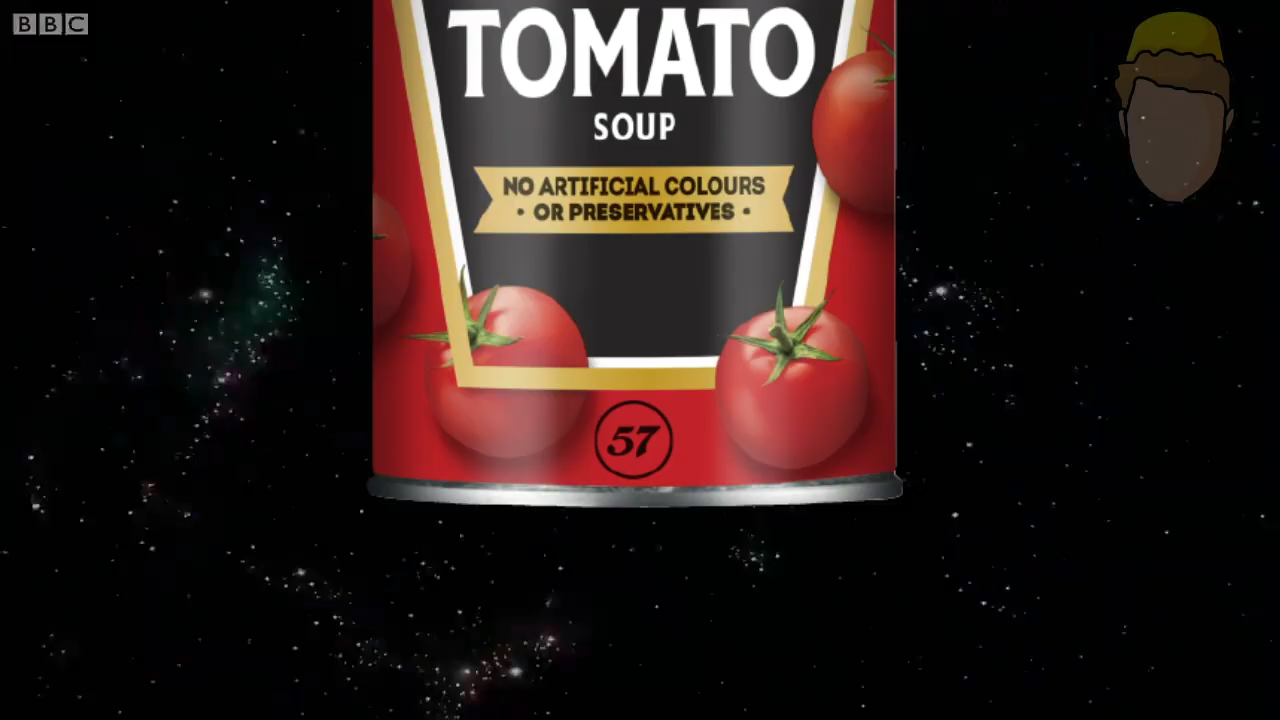 BBC
TOMATO
SOUP
NO ARTIFICIAL COLOURS
• OR PRESERVATIVES •
57